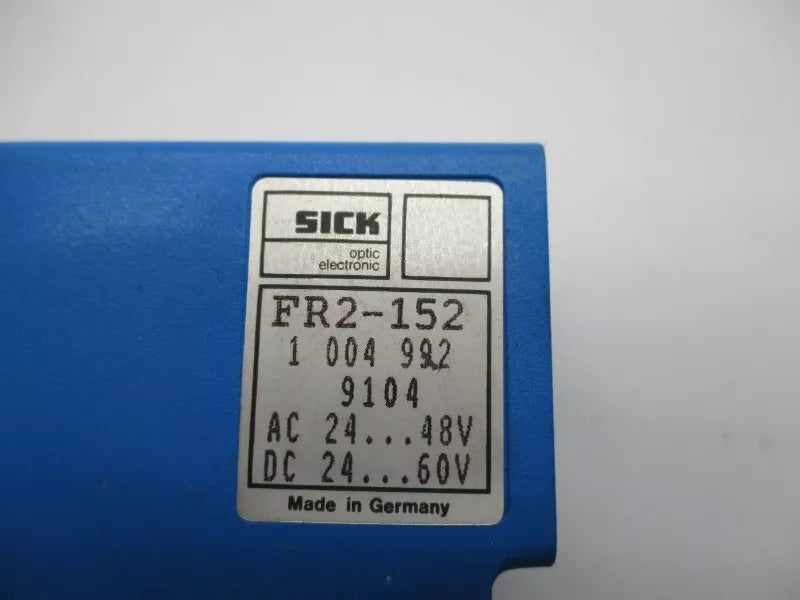 SICK
optic
electronic
FR2-152
1 004 992
9104
AC 24...48V
DC 24...60V
Made in Germany